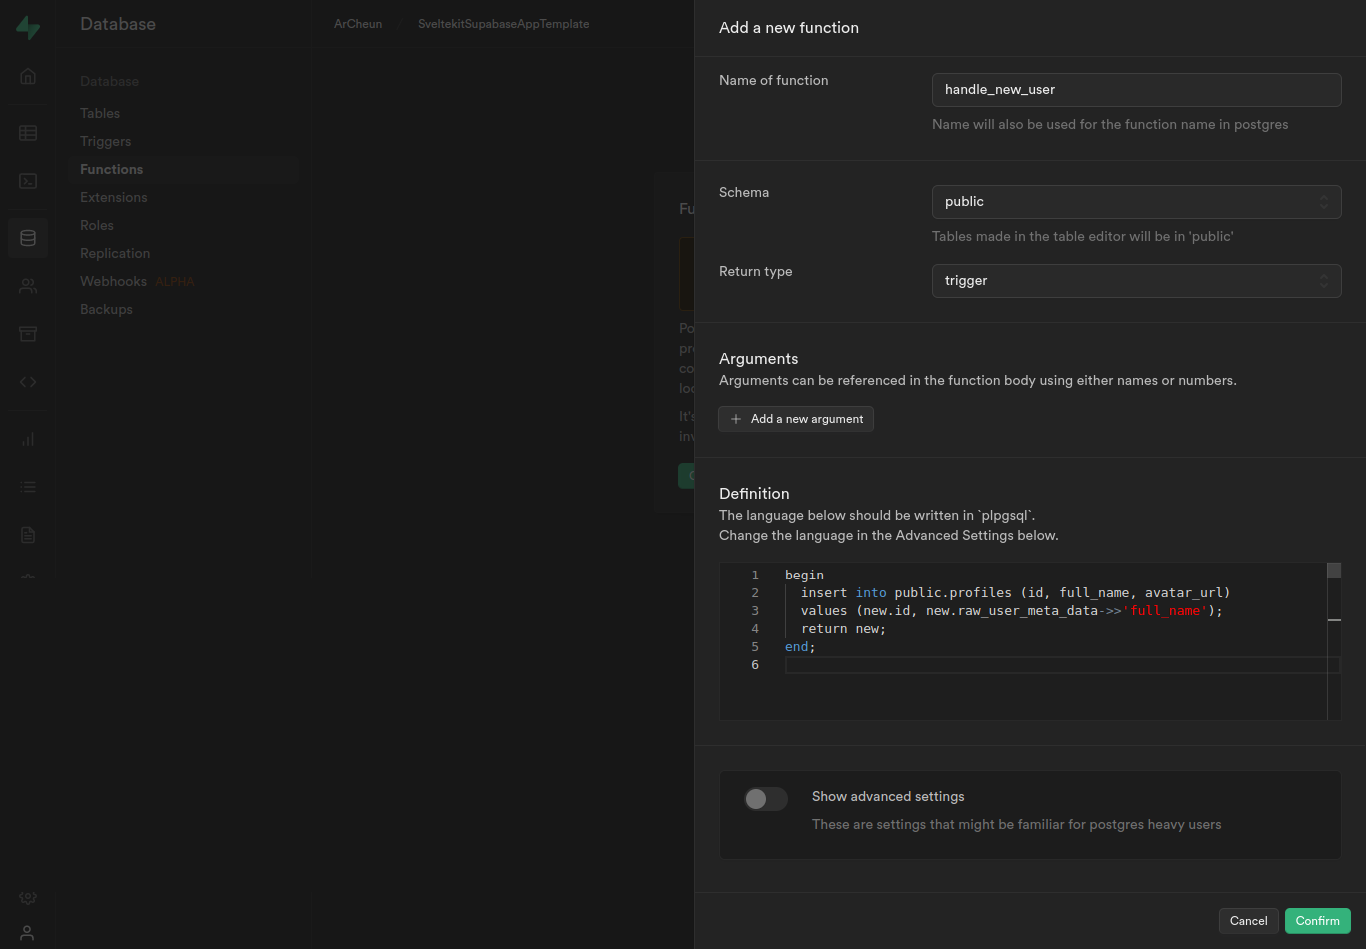 Database
ArCheun / SveltekitSupabaseAppTemplate
Database
Tables
Triggers
Functions
Extensions
Roles
Replication
Webhooks ALPHA
Backups
Fu
Po
pro
co
loc
It's
inv
Add a new function
Name of function
handle_new_user
Name will also be used for the function name in postgres
Schema
public
Tables made in the table editor will be in 'public'
Return type
trigger
Arguments
Arguments can be referenced in the function body using either names or numbers.
Add a new argument
Definition
The language below should be written in `plpgsql`.
Change the language in the Advanced Settings below.
1 begin
2 insert into public.profiles (id, full_name, avatar_url)
3 values (new.id, new.raw_user_meta_data->>'full_name');
4 return new;
5 end;
6
Show advanced settings
These are settings that might be familiar for postgres heavy users
Cancel
Confirm